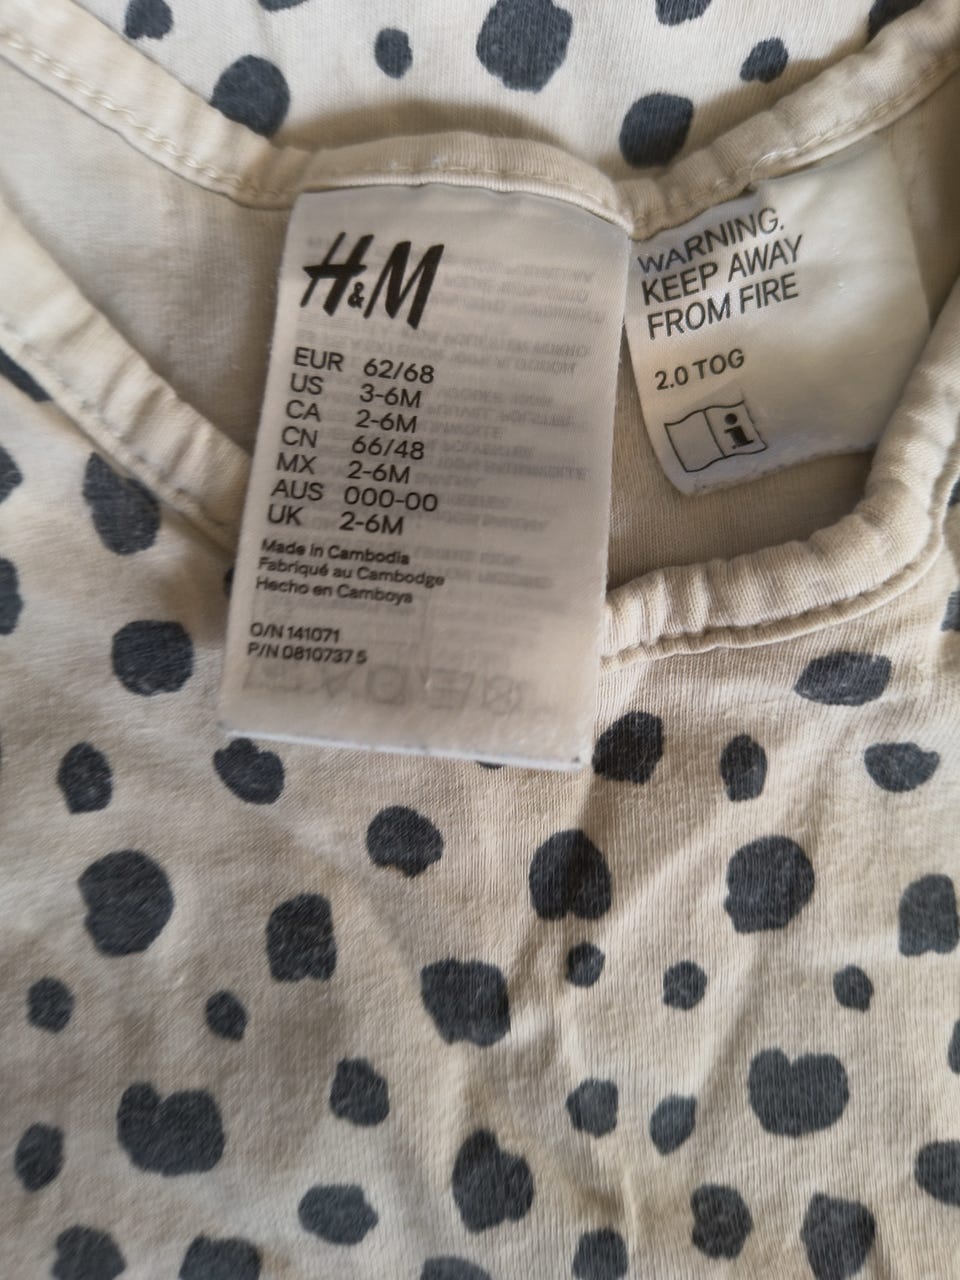 H&M
EUR 62/68
US 3-6M
CA 2-6M
CN 66/48
MX 2-6M
AUS 000-00
UK 2-6M
Made in Cambodia
Fabriqué au Cambodge
Hecho en Camboya
O/N 141071
P/N 0810737 5
WARNING.
KEEP AWAY
FROM FIRE
2.0 TOG
i